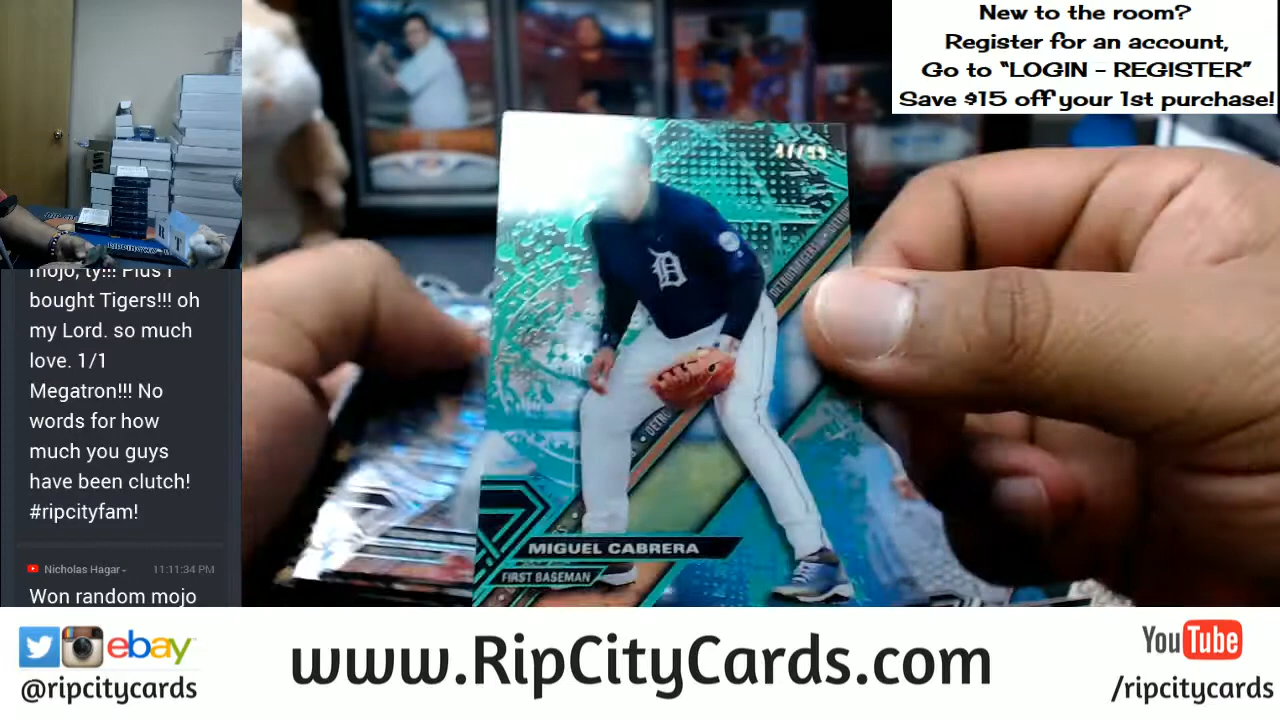 New to the room?
Register for an account,
Go to "LOGIN - REGISTER"
Save $15 off your 1st purchase!
mojo, ty!!! Plus I
bought Tigers!!! oh
my Lord. so much
love. 1/1
Megatron!!! No
words for how
much you guys
have been clutch!
#ripcityfam!
Nicholas Hagar
11:11:34 PM
Won random mojo
D
DETROIT TIGERS
DETRO
MIGUEL CABRERA
FIRST BASEMAN
ebay
@ripcitycards
www.RipCityCards.com
YouTube
/ripcitycards